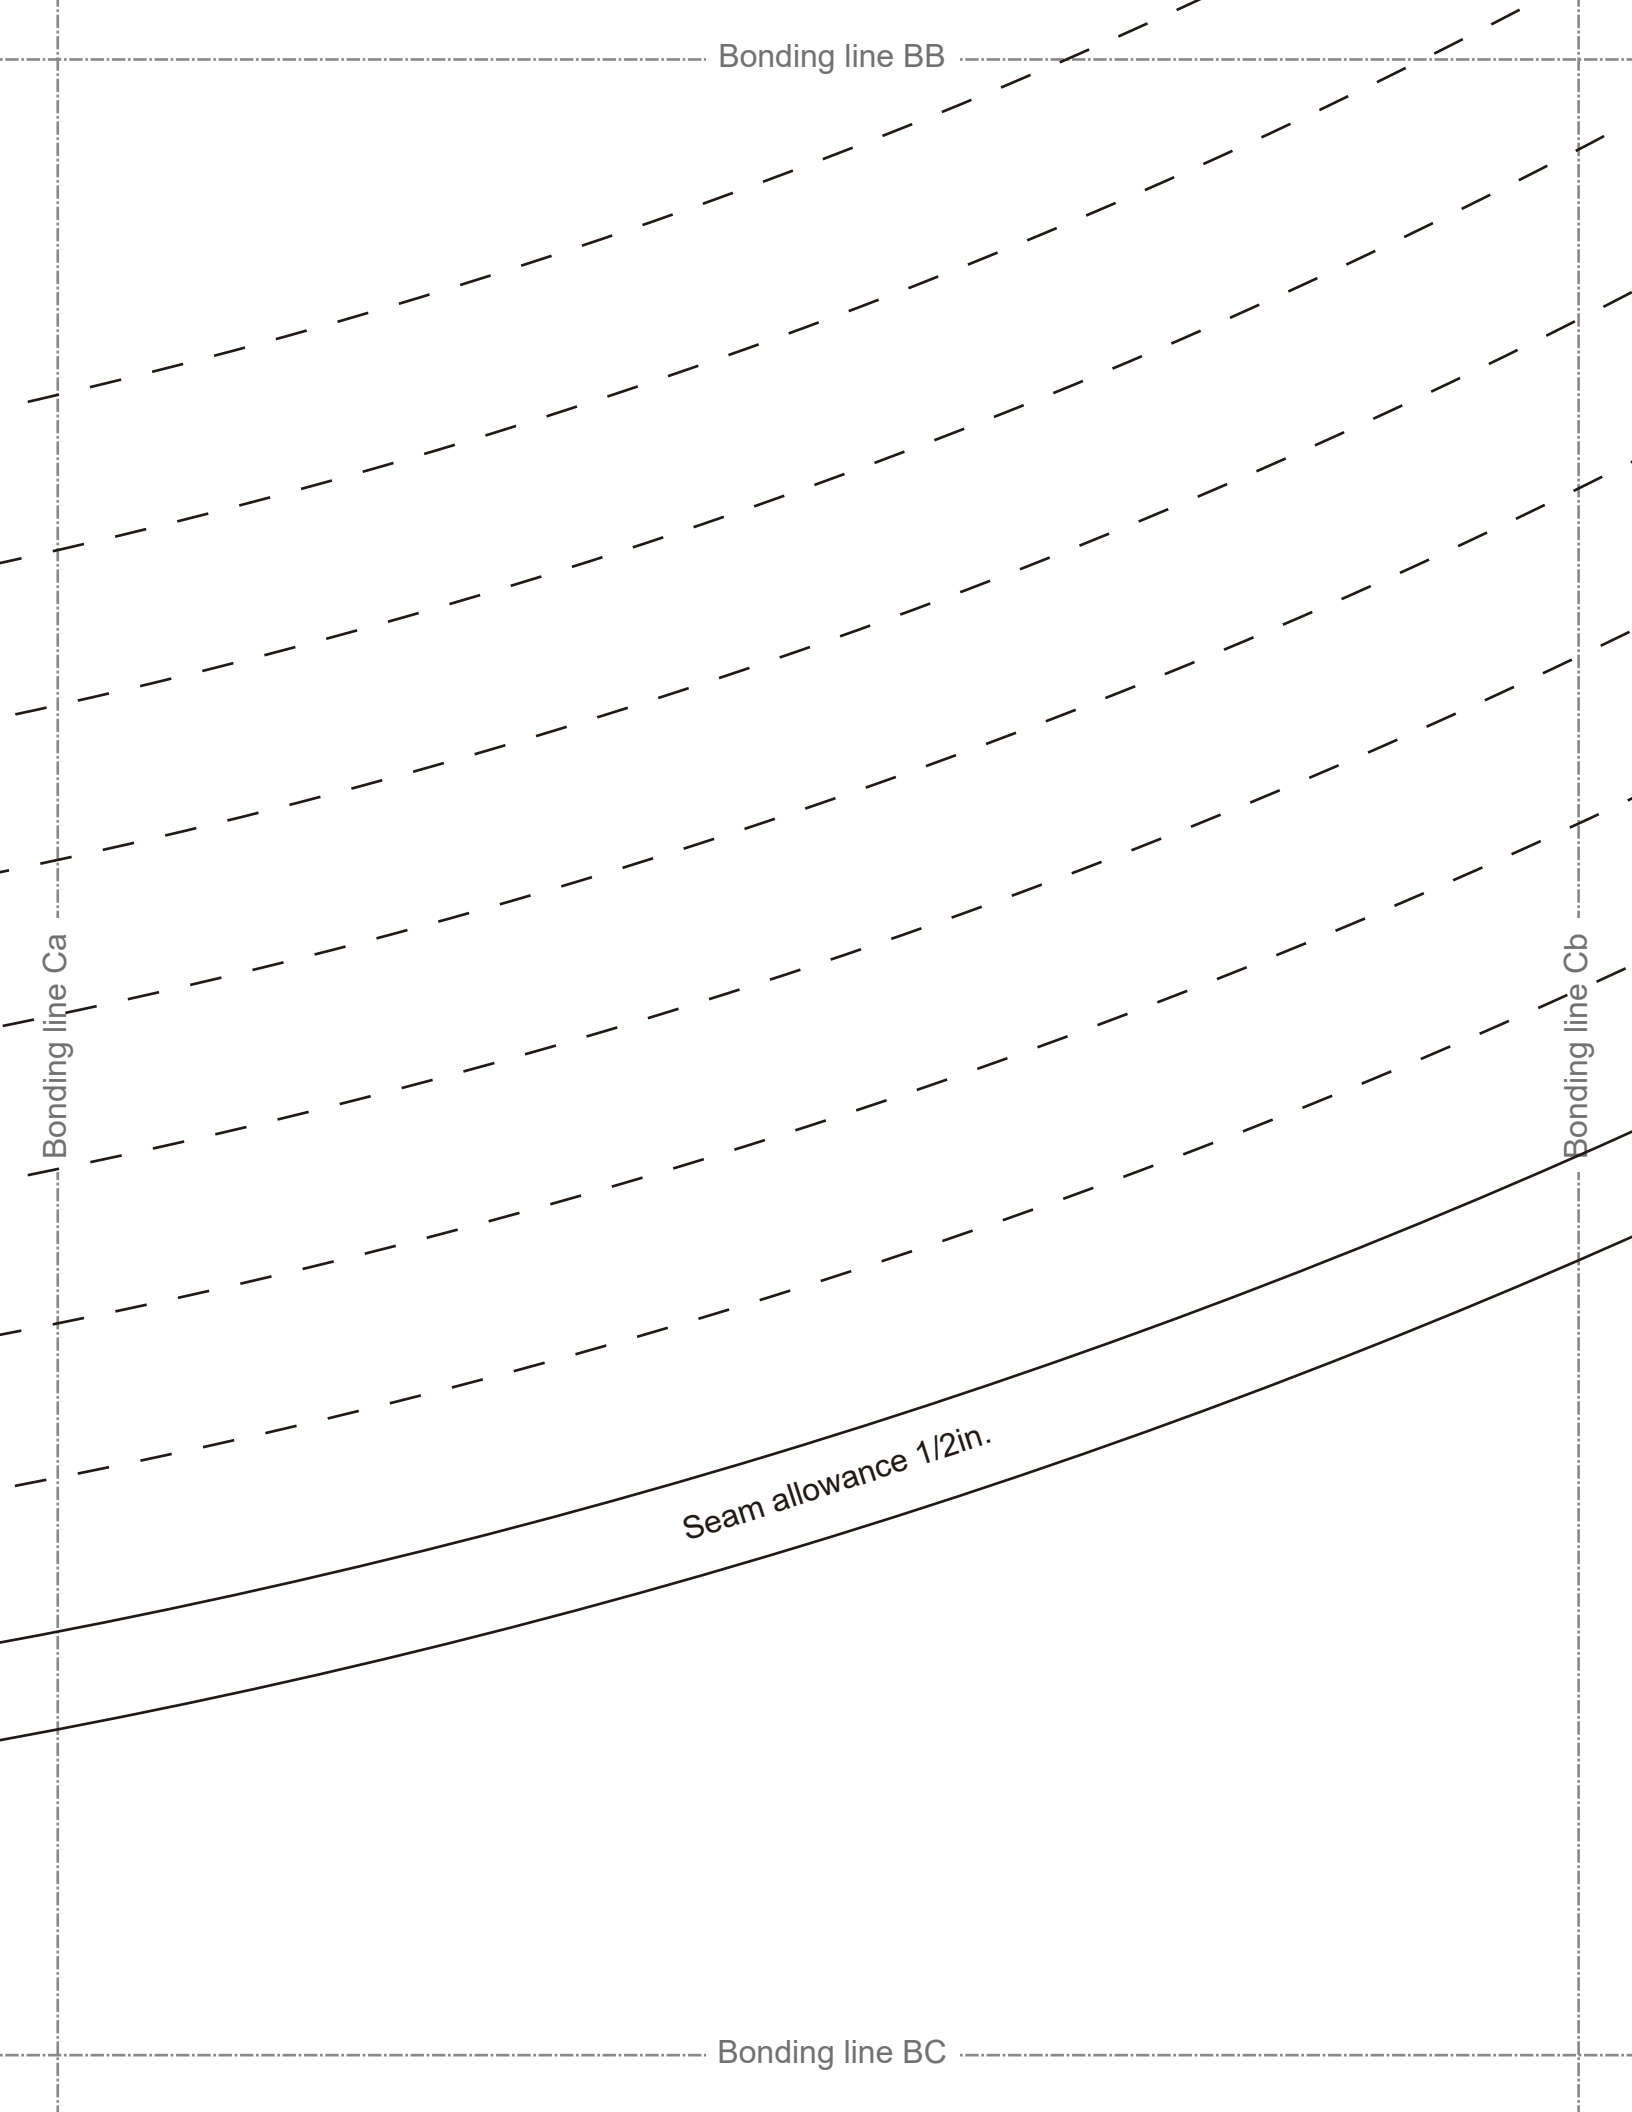 Bonding line BB
Bonding line Ca
Bonding line Cb
Seam allowance 1/2in.
Bonding line BC